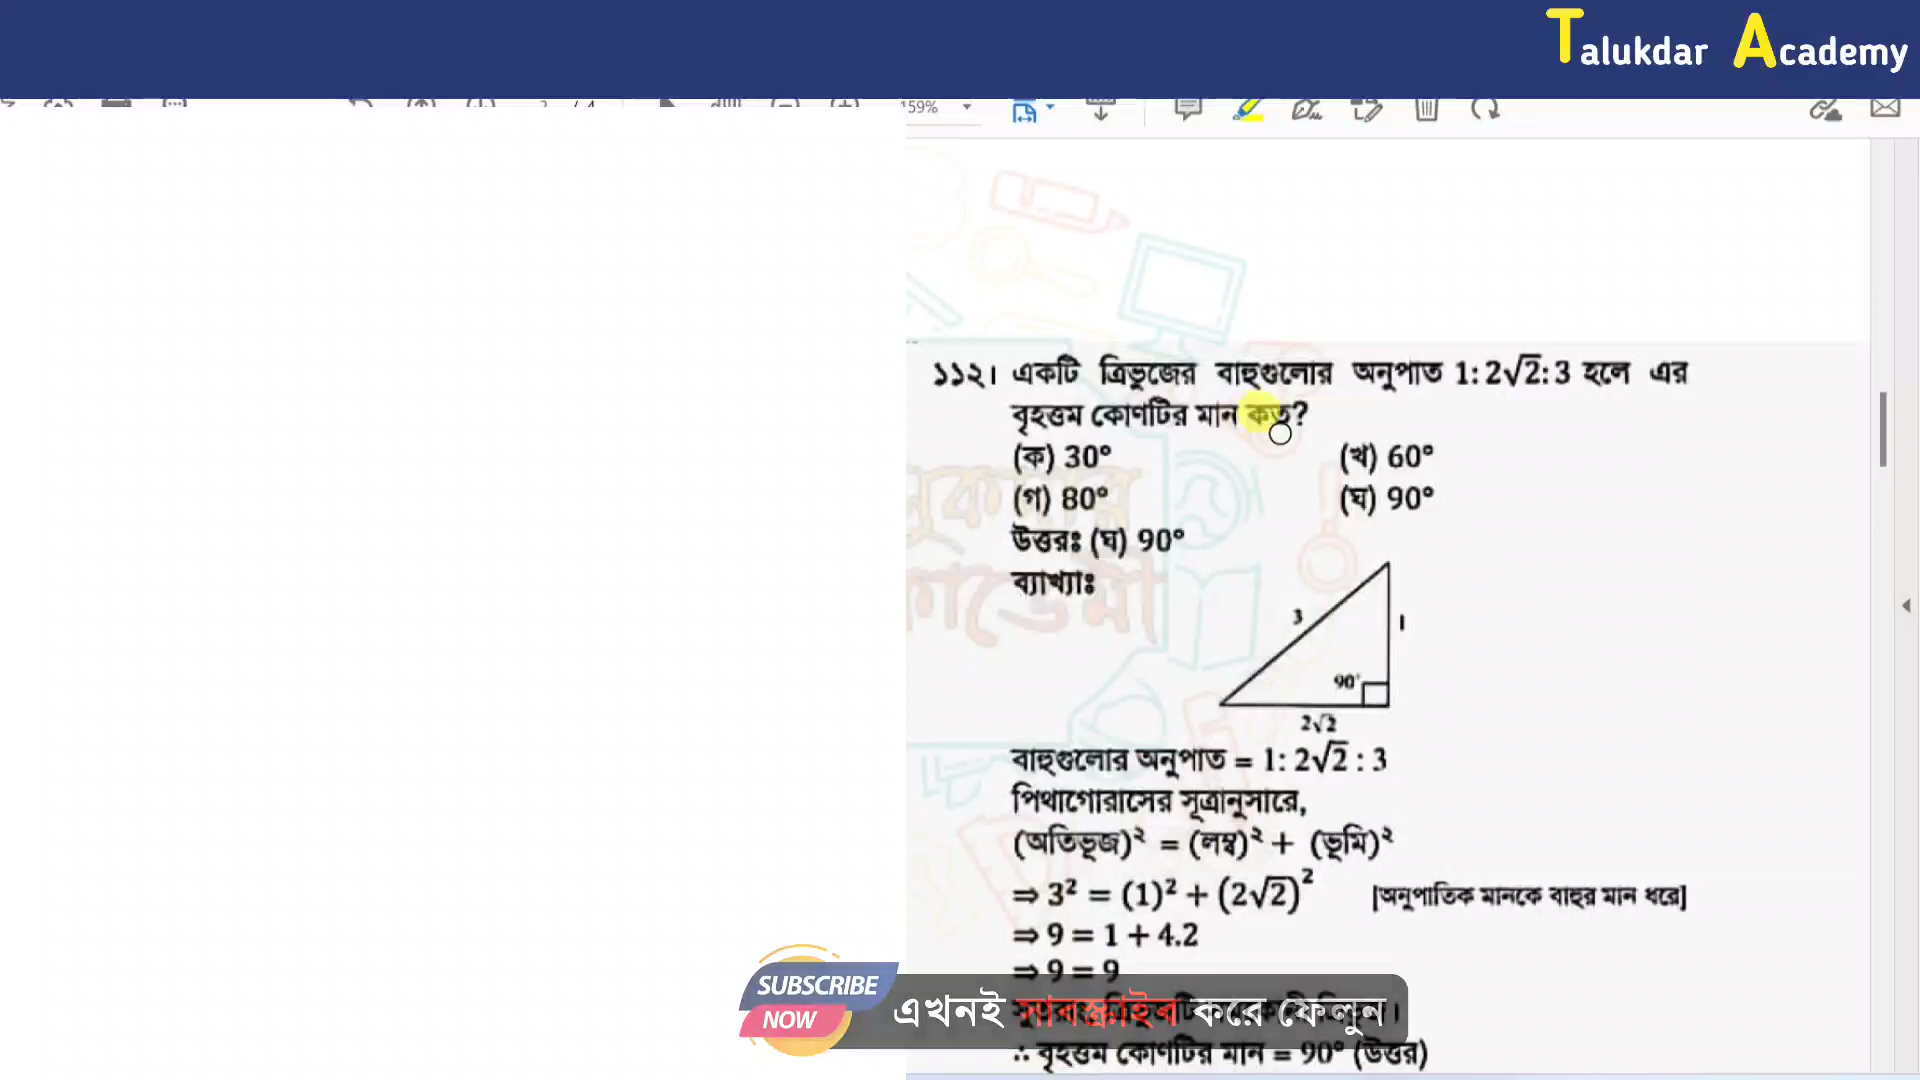 Talukdar Academy
159%
১১২। একটি ত্রিভুজের বাহুগুলোর অনুপাত 1: 2√2: 3 হলে এর
বৃহত্তম কোণটির মান কত?
(ক) 30° (খ) 60°
(গ) 80° (ঘ) 90°
উত্তরঃ (ঘ) 90°
ব্যাখ্যাঃ
3
1
90°
2√2
বাহুগুলোর অনুপাত = 1: 2√2 : 3
পিথাগোরাসের সূত্রানুসারে,
(অতিভূজ)² = (লম্ব)² + (ভূমি)²
⇒ 3² = (1)² + (2√2)² [অনুপাতিক মানকে বাহুর মান ধরে]
⇒ 9 = 1 + 4.2
⇒ 9 = 9
SUBSCRIBE
NOW
এখনই সাবস্ক্রাইব করে ফেলুন
∴ বৃহত্তম কোণটির মান = 90° (উত্তর)